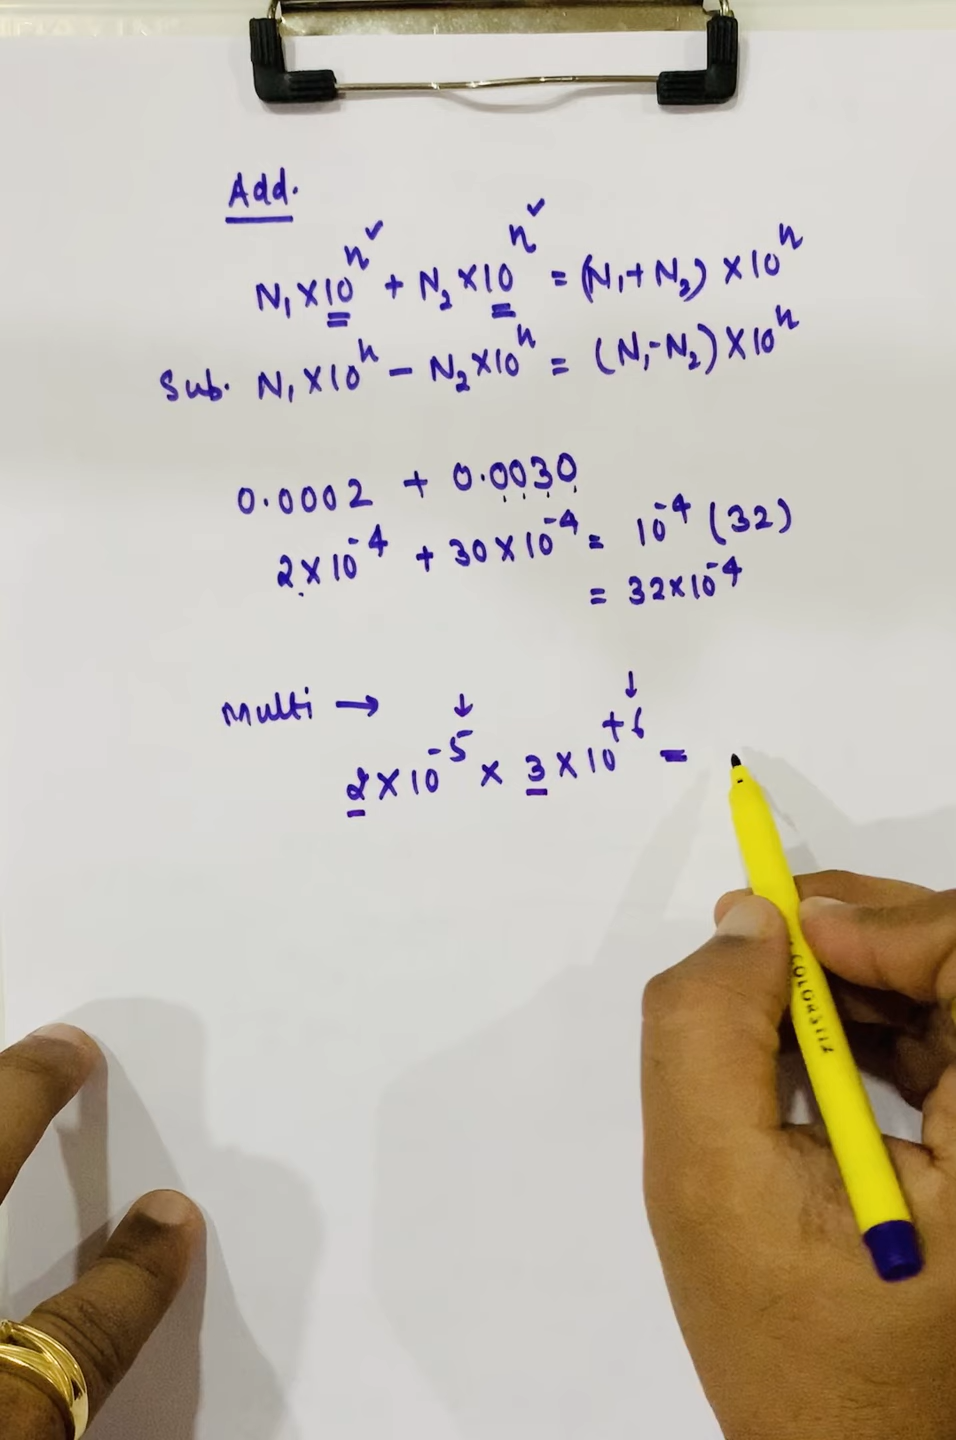 Add.
N₁×10ⁿ✓ + N₂×10ⁿ✓ = (N₁+N₂)×10ⁿ
Sub. N₁×10ⁿ − N₂×10ⁿ = (N₁−N₂)×10ⁿ
0.0002 + 0.0030
2×10⁻⁴ + 30×10⁻⁴ = 10⁻⁴ (32)
= 32×10⁻⁴
Multi → ↓ ↓
2×10⁻⁵ × 3×10⁺⁶ =